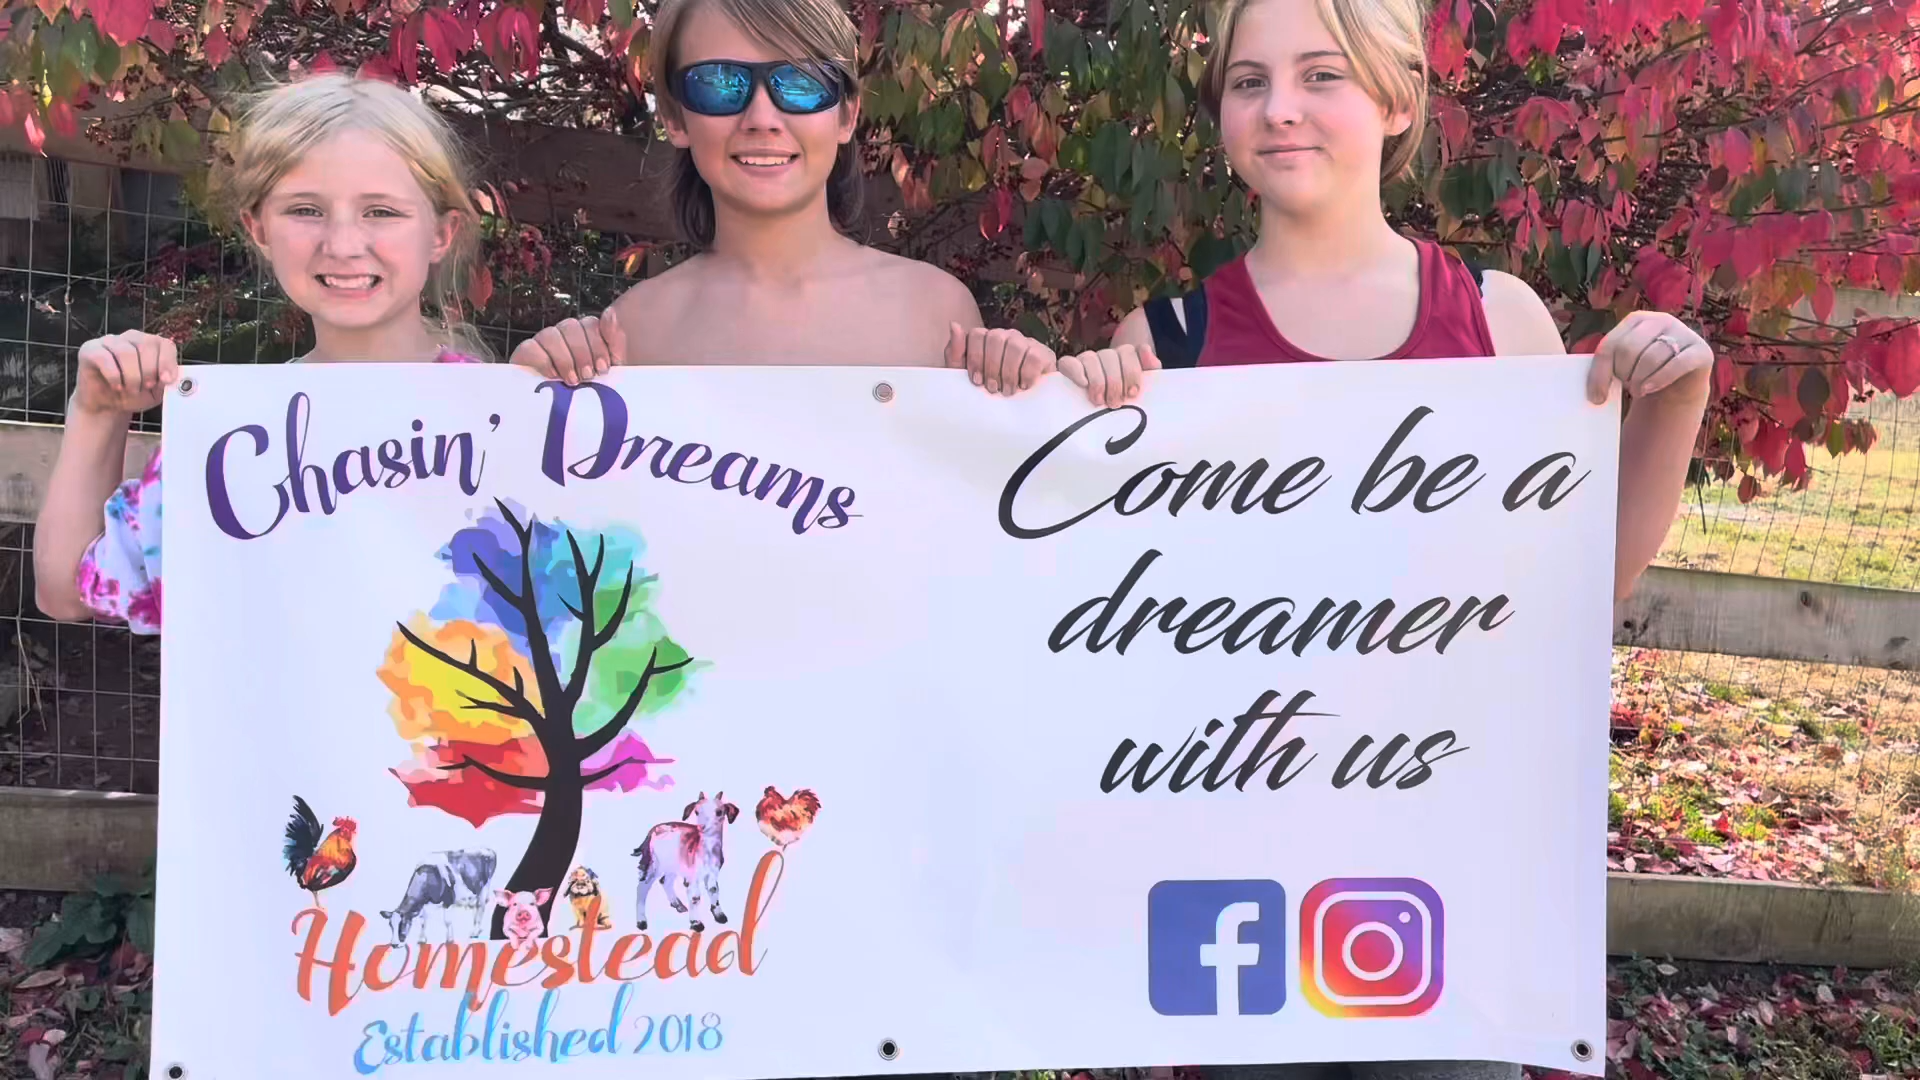 Chasin' Dreams
Homestead
Established 2018
Come be a
dreamer
with us